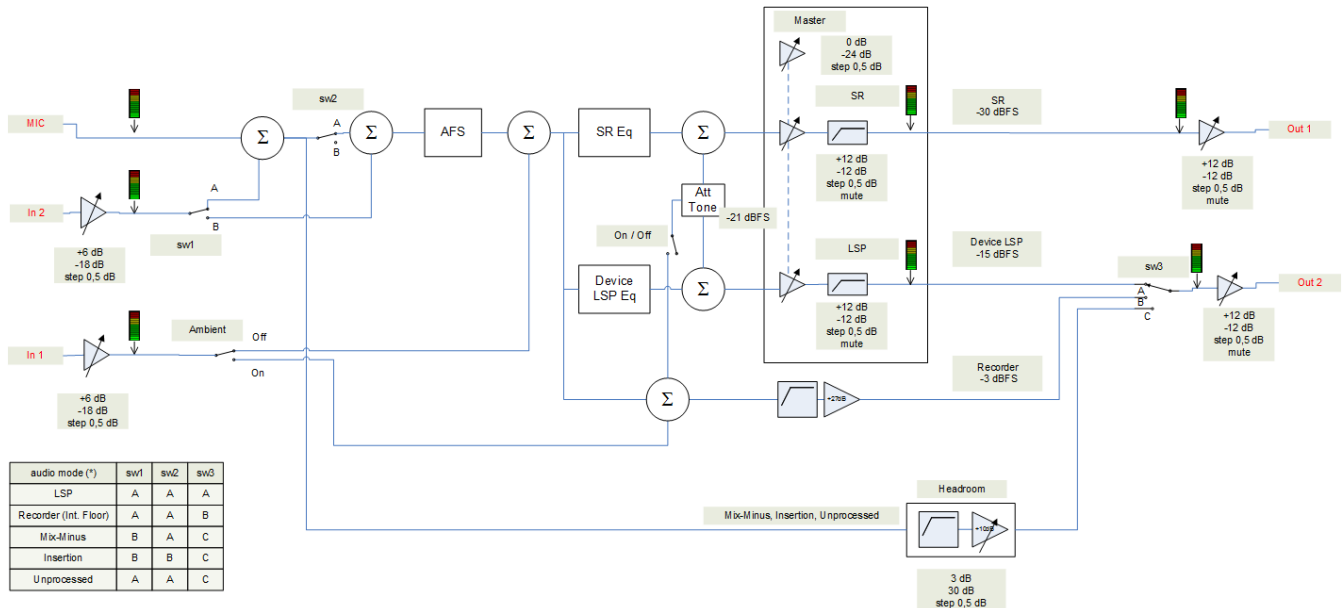 Master
0 dB
-24 dB
step 0,5 dB
sw2
SR
SR
-30 dBFS
MIC
Σ
A
B
Σ
AFS
Σ
SR Eq
Σ
Out 1
+12 dB
-12 dB
step 0,5 dB
mute
+12 dB
-12 dB
step 0,5 dB
mute
A
In 2
B
sw1
+6 dB
-18 dB
step 0,5 dB
Att
Tone
-21 dBFS
On / Off
LSP
Device LSP
-15 dBFS
Device
LSP Eq
Σ
sw3
A
B
C
Out 2
+12 dB
-12 dB
step 0,5 dB
mute
+12 dB
-12 dB
step 0,5 dB
mute
Ambient
Off
On
In 1
+6 dB
-18 dB
step 0,5 dB
Σ
Recorder
-3 dBFS
+27dB
audio mode (*) sw1 sw2 sw3
LSP A A A
Recorder (Int. Floor) A A B
Mix-Minus B A C
Insertion B B C
Unprocessed A A C
Headroom
Mix-Minus, Insertion, Unprocessed
+10dB
3 dB
30 dB
step 0,5 dB